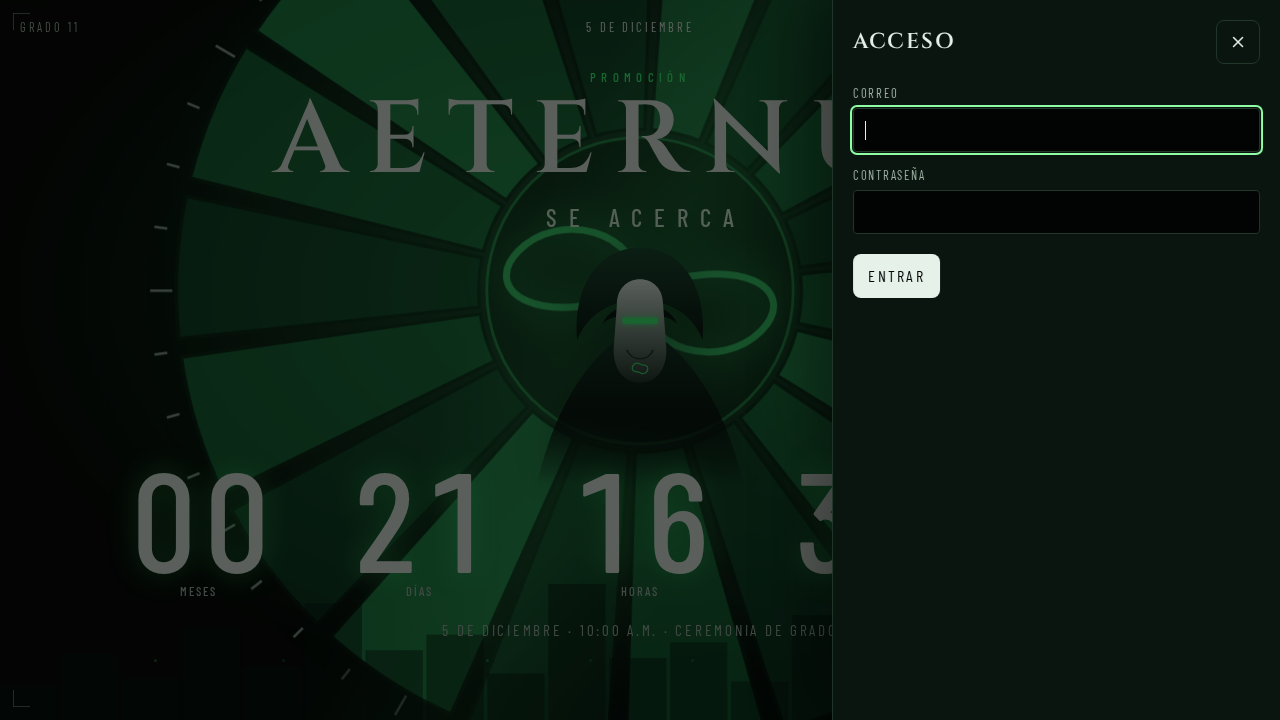 GRADO 11
5 DE DICIEMBRE
PROMOCIÓN
AETERN
SE ACERCA
00 21 16
MESES DÍAS HORAS
5 DE DICIEMBRE · 10:00 A.M. · CEREMONIA DE GRADO
ACCESO
×
CORREO
CONTRASEÑA
ENTRAR